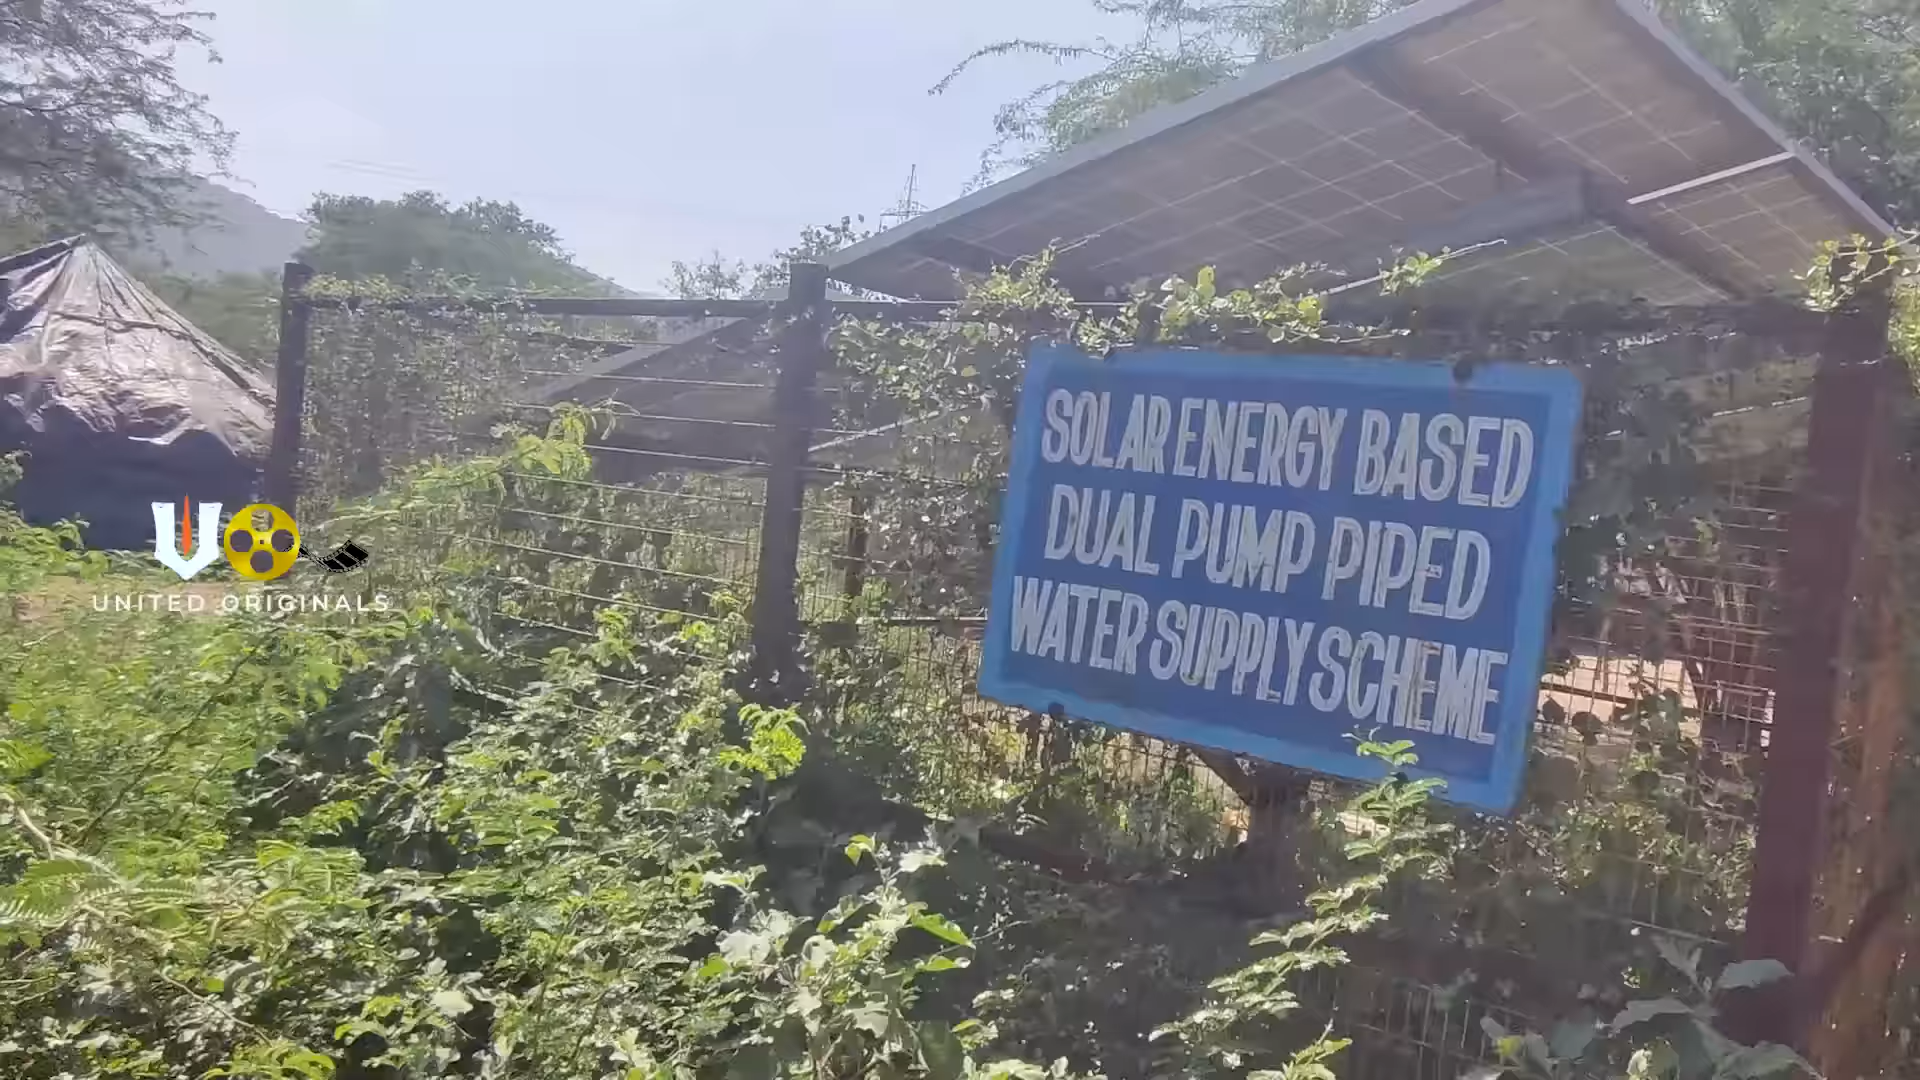 SOLAR ENERGY BASED
DUAL PUMP PIPED
WATER SUPPLY SCHEME
UNITED ORIGINALS